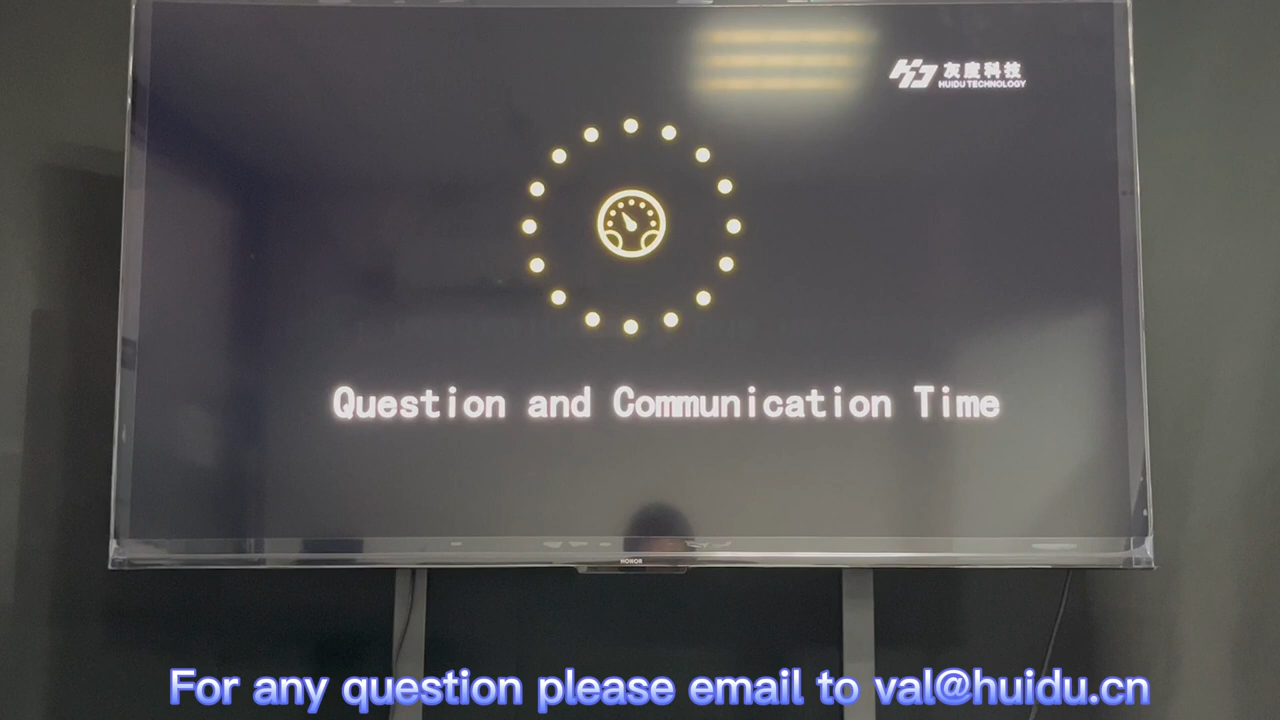 灰度科技
HUIDU TECHNOLOGY
Question and Communication Time
HONOR
For any question please email to val@huidu.cn